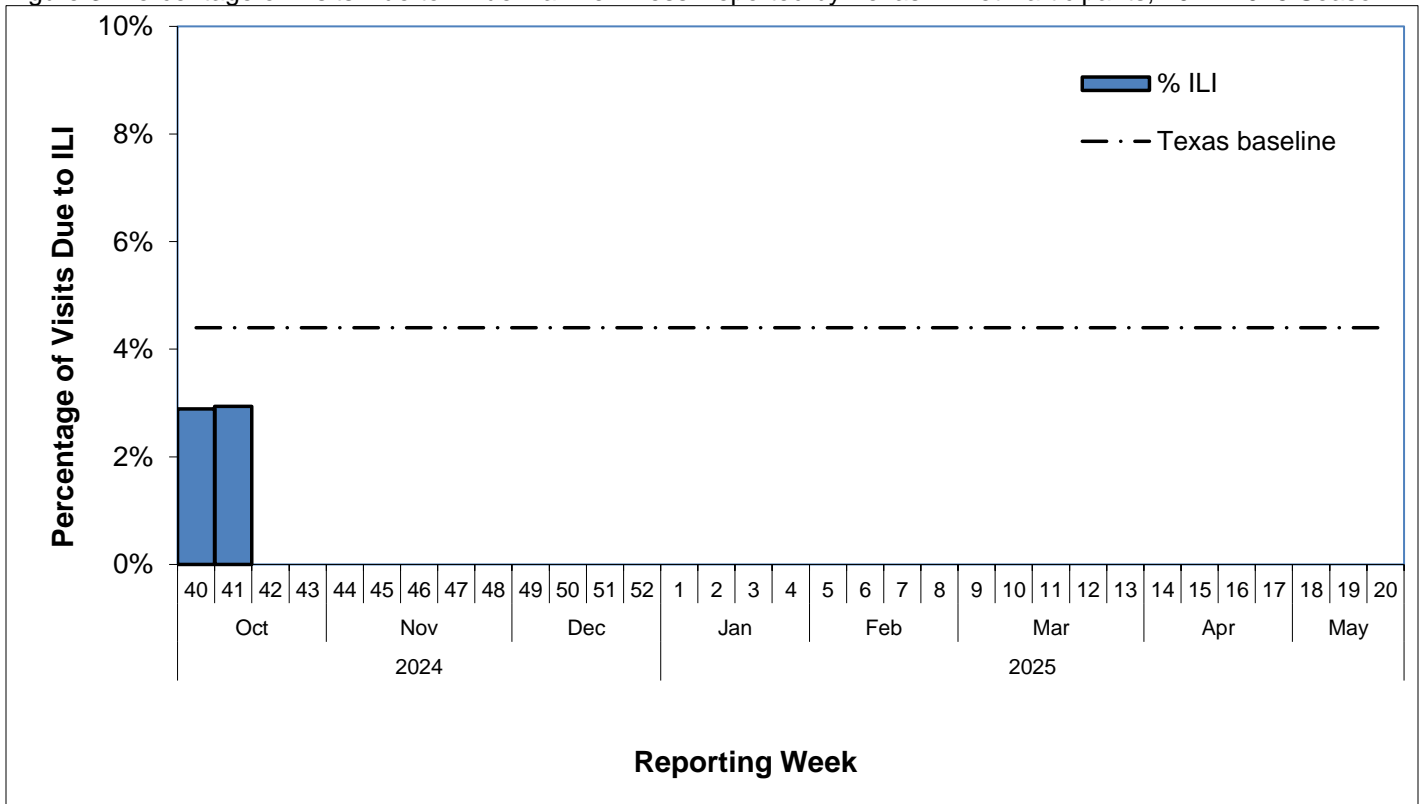 10%
% ILI
Texas baseline
8%
6%
4%
2%
0%
Percentage of Visits Due to ILI
40 41 42 43 44 45 46 47 48 49 50 51 52 1 2 3 4 5 6 7 8 9 10 11 12 13 14 15 16 17 18 19 20
Oct Nov Dec Jan Feb Mar Apr May
2024 2025
Reporting Week